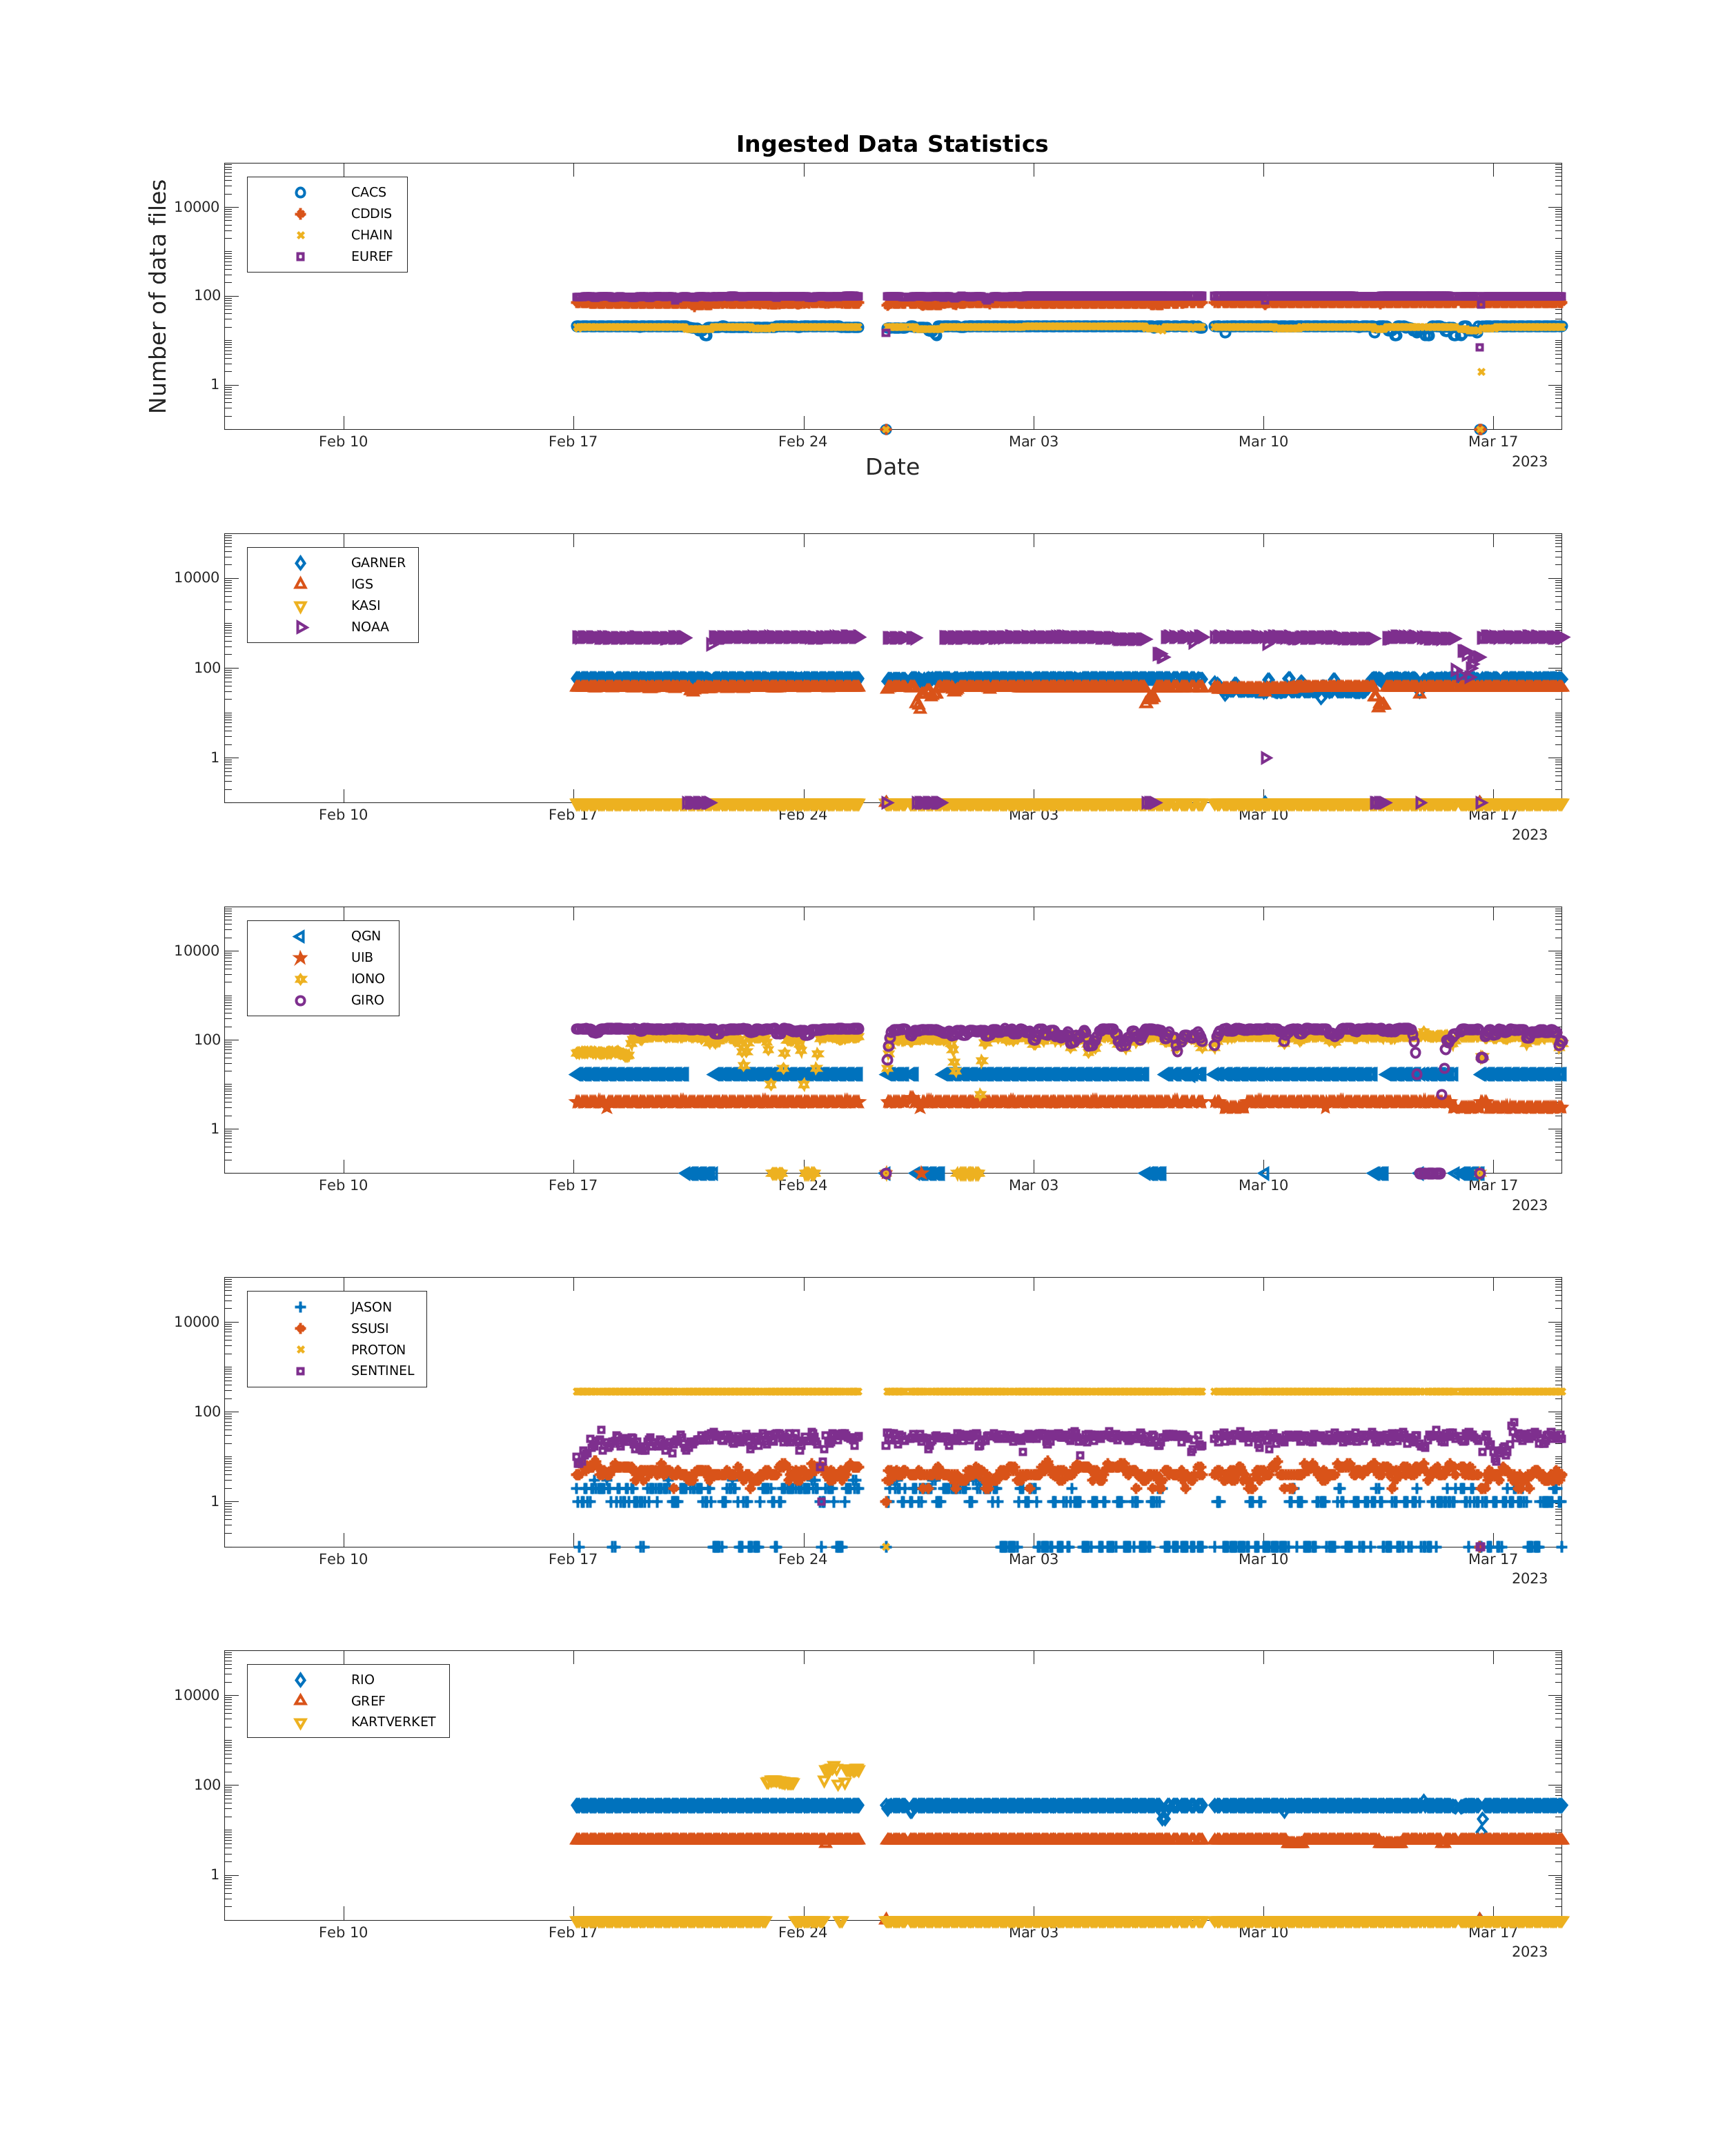 Ingested Data Statistics
Number of data files
10000
100
1
CACS
CDDIS
CHAIN
EUREF
Feb 10 Feb 17 Feb 24 Mar 03 Mar 10 Mar 17
2023
Date
10000
100
1
GARNER
IGS
KASI
NOAA
Feb 10 Feb 17 Feb 24 Mar 03 Mar 10 Mar 17
2023
10000
100
1
QGN
UIB
IONO
GIRO
Feb 10 Feb 17 Feb 24 Mar 03 Mar 10 Mar 17
2023
10000
100
1
JASON
SSUSI
PROTON
SENTINEL
Feb 10 Feb 17 Feb 24 Mar 03 Mar 10 Mar 17
2023
10000
100
1
RIO
GREF
KARTVERKET
Feb 10 Feb 17 Feb 24 Mar 03 Mar 10 Mar 17
2023